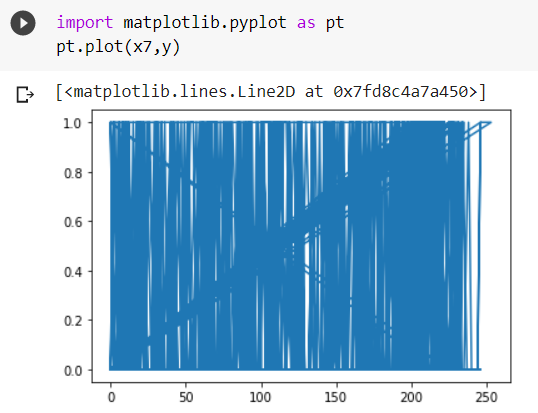 import matplotlib.pyplot as pt
pt.plot(x7,y)
[<matplotlib.lines.Line2D at 0x7fd8c4a7a450>]
1.0
0.8
0.6
0.4
0.2
0.0
0 50 100 150 200 250